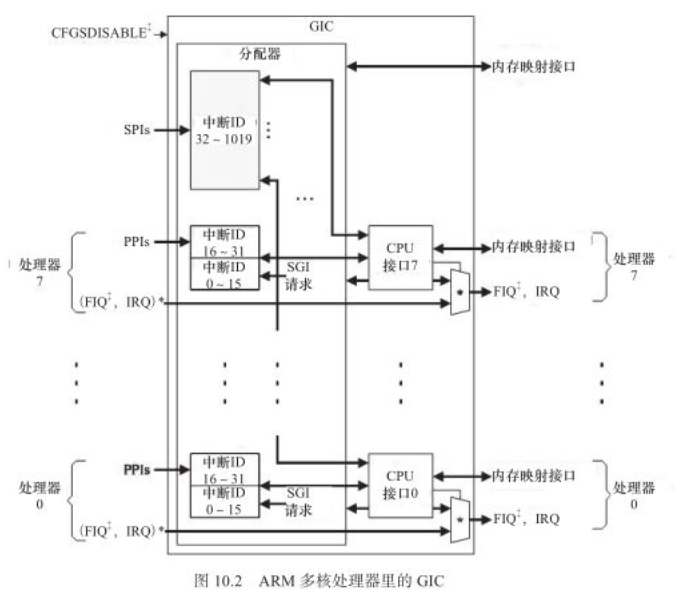 GIC
CFGSDISABLE‡
分配器
内存映射接口
中断ID
32～1019
SPIs
...
PPIs
中断ID
16～31
中断ID
0～15
SGI
请求
CPU
接口7
内存映射接口
处理器
7
(FIQ‡, IRQ)*
*
FIQ‡, IRQ
处理器
7
PPIs
中断ID
16～31
中断ID
0～15
SGI
请求
CPU
接口0
内存映射接口
处理器
0
(FIQ‡, IRQ)*
*
FIQ‡, IRQ
处理器
0
图 10.2 ARM 多核处理器里的 GIC